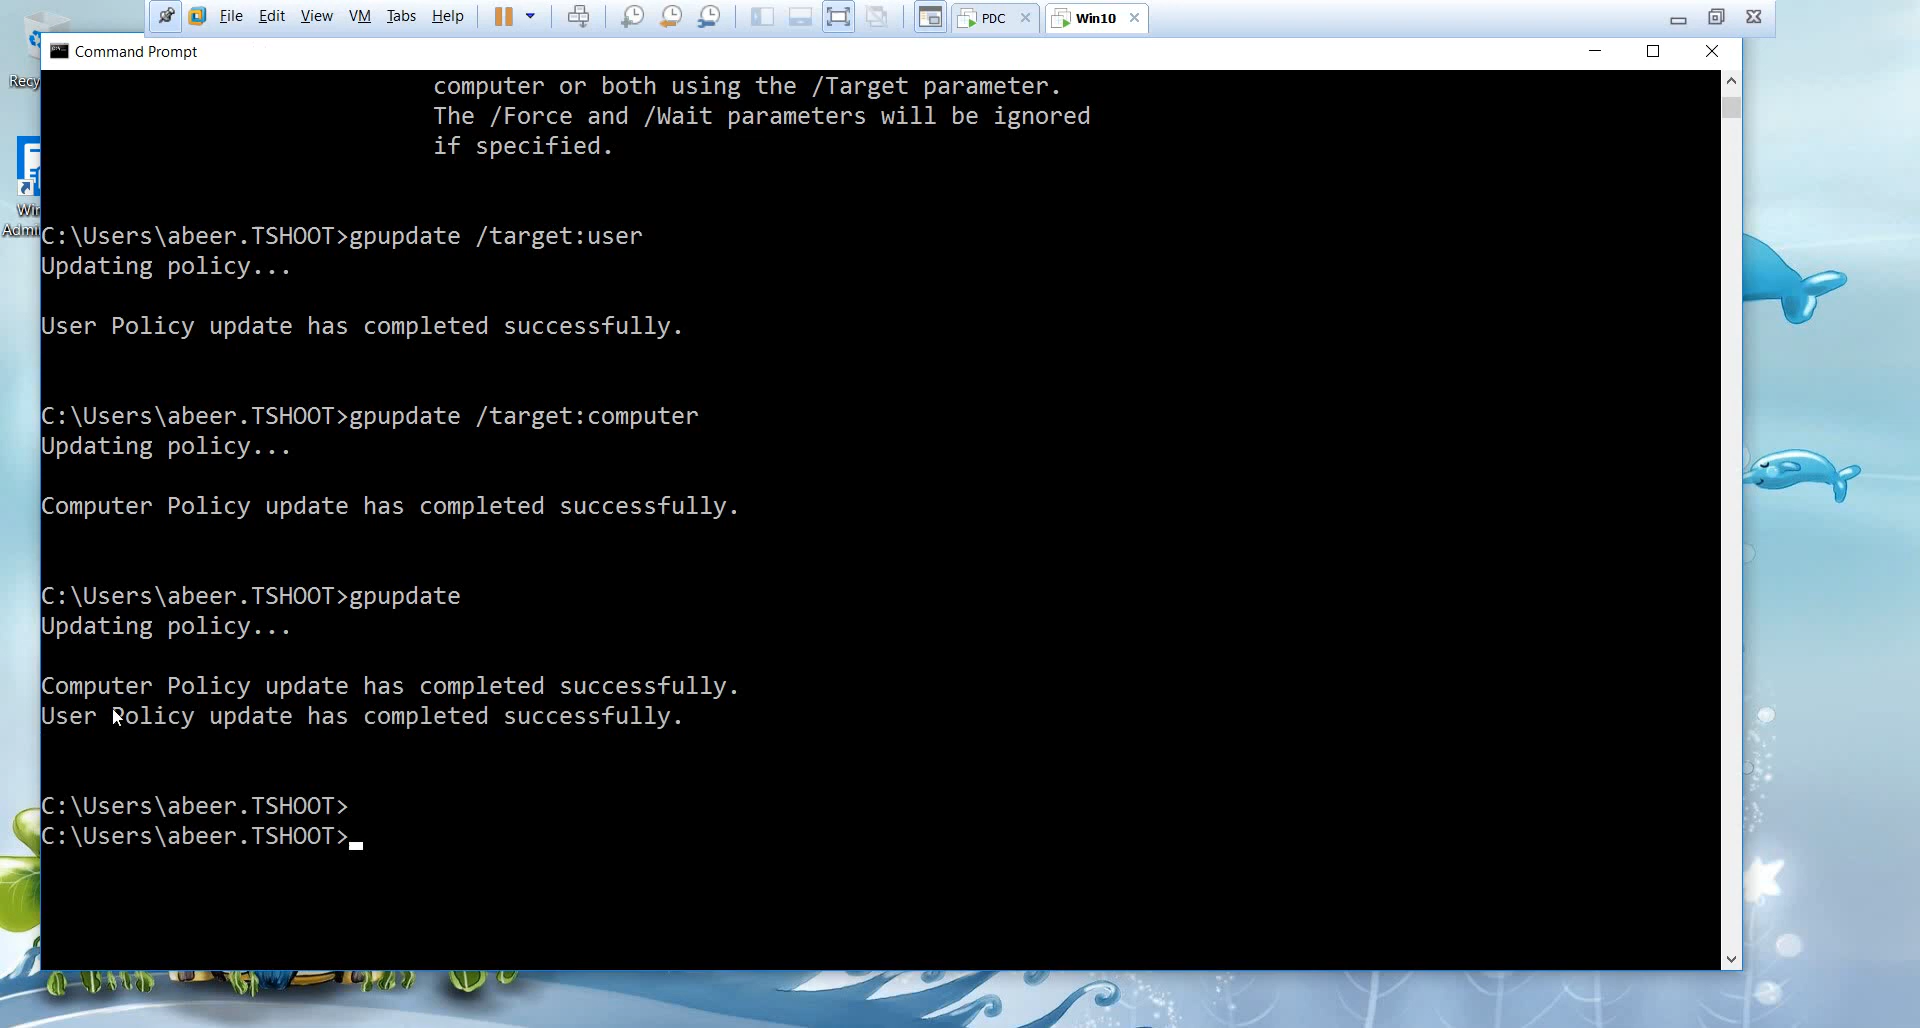 File Edit View VM Tabs Help PDC Win10
Command Prompt
Recy
computer or both using the /Target parameter.
The /Force and /Wait parameters will be ignored
if specified.
Win
Admi
C:\Users\abeer.TSHOOT>gpupdate /target:user
Updating policy...
User Policy update has completed successfully.
C:\Users\abeer.TSHOOT>gpupdate /target:computer
Updating policy...
Computer Policy update has completed successfully.
C:\Users\abeer.TSHOOT>gpupdate
Updating policy...
Computer Policy update has completed successfully.
User Policy update has completed successfully.
C:\Users\abeer.TSHOOT>
C:\Users\abeer.TSHOOT>